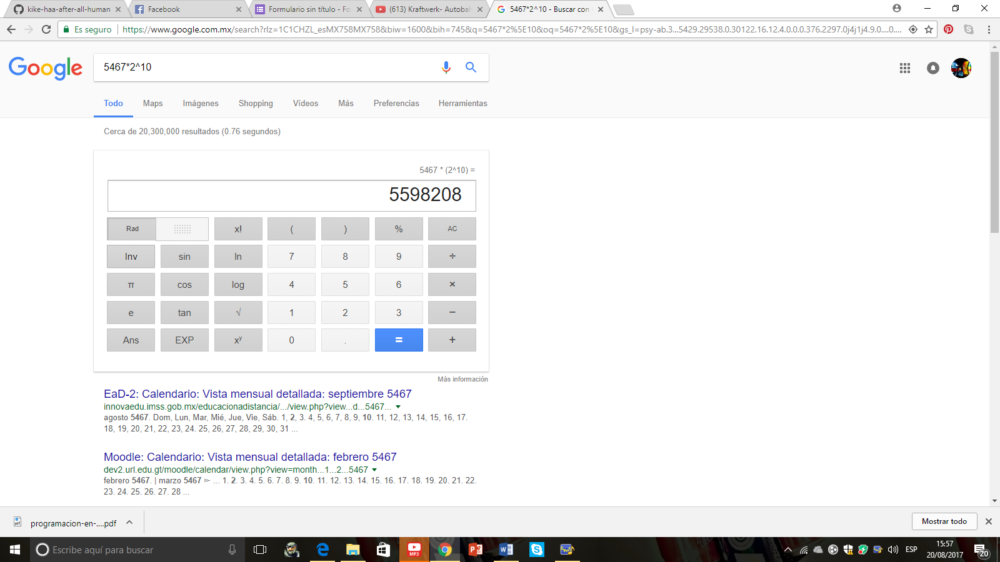 kike-haa-after-all-human
Facebook
Formulario sin título - Fo
(613) Kraftwerk- Autobah
5467*2^10 - Buscar con
Es seguro
https://www.google.com.mx/search?rlz=1C1CHZL_esMX758MX758&biw=1600&bih=745&q=5467*2%5E10&oq=5467*2%5E10&gs_l=psy-ab.3...5429.29538.0.30122.16.12.4.0.0.0.376.2297.0j4j1j4.9.0....0....
Google
5467*2^10
Todo Maps Imágenes Shopping Vídeos Más Preferencias Herramientas
Cerca de 20,300,000 resultados (0.76 segundos)
5467 * (2^10) =
5598208
Rad x! ( ) % AC
Inv sin ln 7 8 9 ÷
π cos log 4 5 6 ×
e tan √ 1 2 3 −
Ans EXP xʸ 0 . = +
Más información
EaD-2: Calendario: Vista mensual detallada: septiembre 5467
innovaedu.imss.gob.mx/educacionadistancia/.../view.php?view...d...5467...
agosto 5467. Dom, Lun, Mar, Mié, Jue, Vie, Sáb. 1, 2, 3. 4, 5, 6, 7, 8, 9, 10. 11, 12, 13, 14, 15, 16, 17.
18, 19, 20, 21, 22, 23, 24. 25, 26, 27, 28, 29, 30, 31 ...
Moodle: Calendario: Vista mensual detallada: febrero 5467
dev2.url.edu.gt/moodle/calendar/view.php?view=month...1...2...5467
febrero 5467. | marzo 5467 ► ... 1. 2. 3. 4. 5. 6. 7. 8. 9. 10. 11. 12. 13. 14. 15. 16. 17. 18. 19. 20. 21. 22.
23. 24. 25. 26. 27. 28 ...
programacion-en-....pdf
Mostrar todo
Escribe aquí para buscar
MP3
ESP
15:57
20/08/2017
20